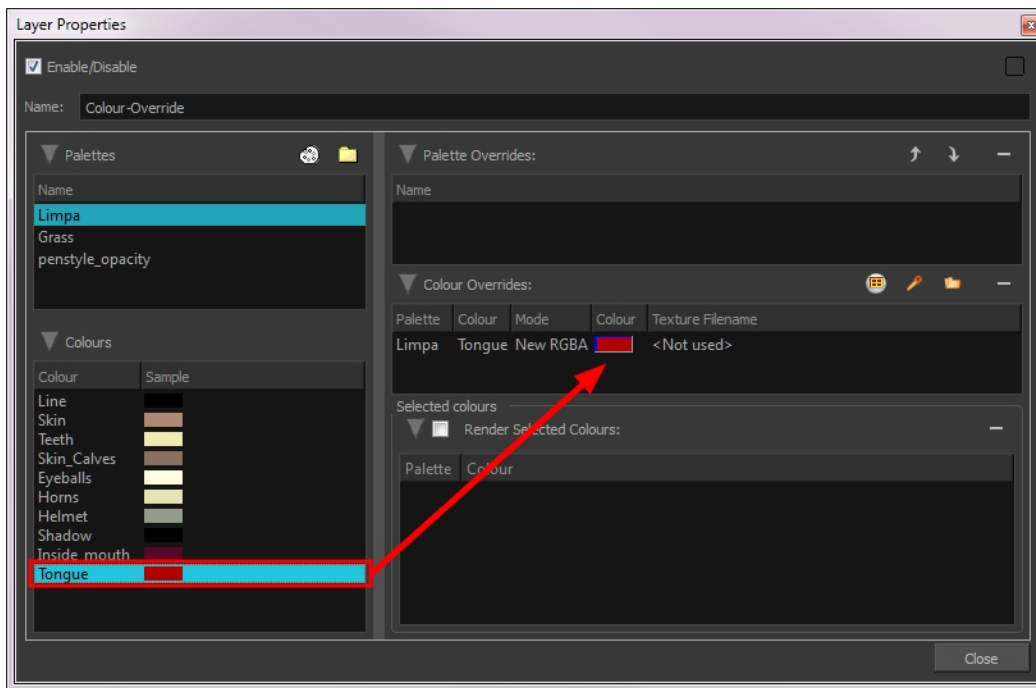 Layer Properties
Enable/Disable
Name: Colour-Override
Palettes
Name
Limpa
Grass
penstyle_opacity
Colours
Colour Sample
Line
Skin
Teeth
Skin_Calves
Eyeballs
Horns
Helmet
Shadow
Inside_mouth
Tongue
Palette Overrides:
Name
Colour Overrides:
Palette Colour Mode Colour Texture Filename
Limpa Tongue New RGBA <Not used>
Selected colours
Render Selected Colours:
Palette Colour
Close